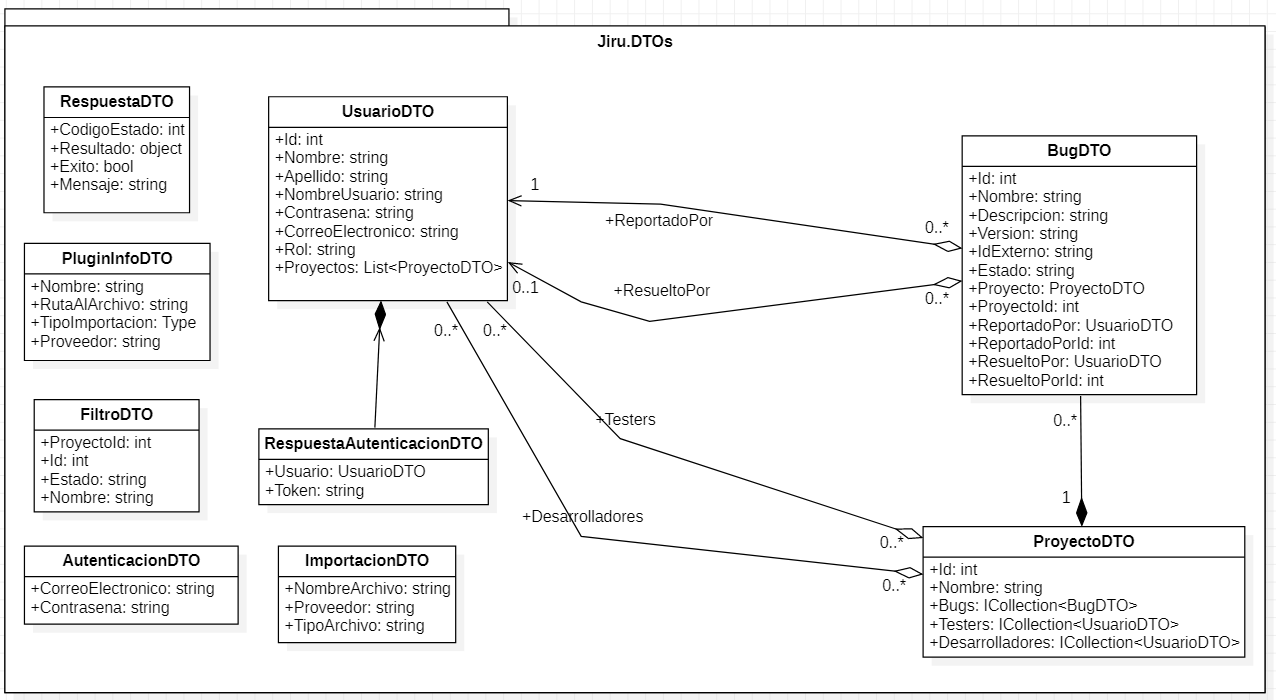 Jiru.DTOs
RespuestaDTO
+CodigoEstado: int
+Resultado: object
+Exito: bool
+Mensaje: string
PluginInfoDTO
+Nombre: string
+RutaAlArchivo: string
+TipoImportacion: Type
+Proveedor: string
FiltroDTO
+ProyectoId: int
+Id: int
+Estado: string
+Nombre: string
AutenticacionDTO
+CorreoElectronico: string
+Contrasena: string
UsuarioDTO
+Id: int
+Nombre: string
+Apellido: string
+NombreUsuario: string
+Contrasena: string
+CorreoElectronico: string
+Rol: string
+Proyectos: List<ProyectoDTO>
RespuestaAutenticacionDTO
+Usuario: UsuarioDTO
+Token: string
ImportacionDTO
+NombreArchivo: string
+Proveedor: string
+TipoArchivo: string
1
+ReportadoPor
0..*
0..1
+ResueltoPor
0..*
0..*
0..*
+Testers
0..*
+Desarrolladores
0..*
BugDTO
+Id: int
+Nombre: string
+Descripcion: string
+Version: string
+IdExterno: string
+Estado: string
+Proyecto: ProyectoDTO
+ProyectoId: int
+ReportadoPor: UsuarioDTO
+ReportadoPorId: int
+ResueltoPor: UsuarioDTO
+ResueltoPorId: int
0..*
1
ProyectoDTO
+Id: int
+Nombre: string
+Bugs: ICollection<BugDTO>
+Testers: ICollection<UsuarioDTO>
+Desarrolladores: ICollection<UsuarioDTO>